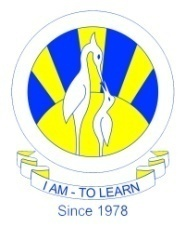 I AM - TO LEARN
Since 1978